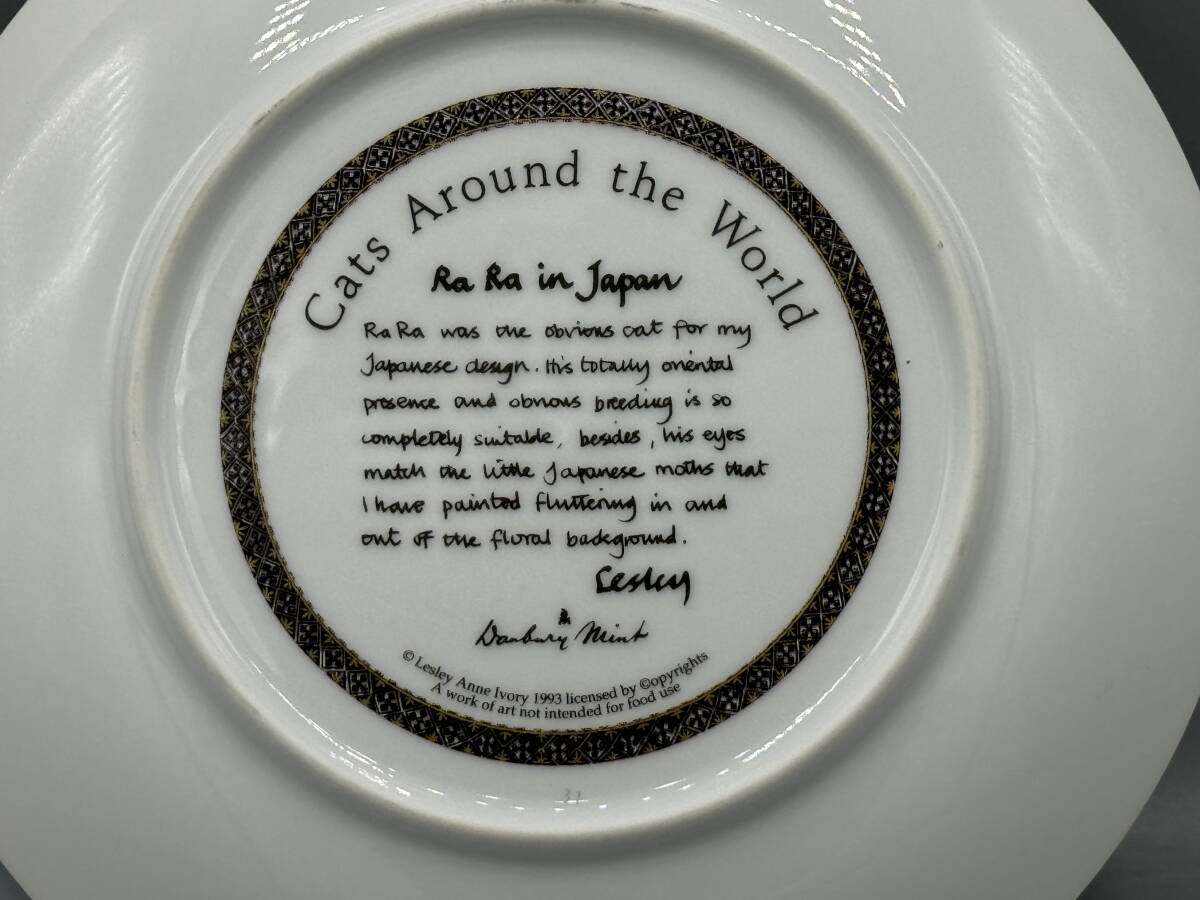 Cats Around the World
Ra Ra in Japan
Ra Ra was the obvious cat for my
Japanese design. His totally oriental
presence and obvious breeding is so
completely suitable, besides, his eyes
match the little Japanese moths that
I have painted fluttering in and
out of the floral background.
Lesley
Danbury Mint
© Lesley Anne Ivory 1993 licensed by ©opyrights
A work of art not intended for food use